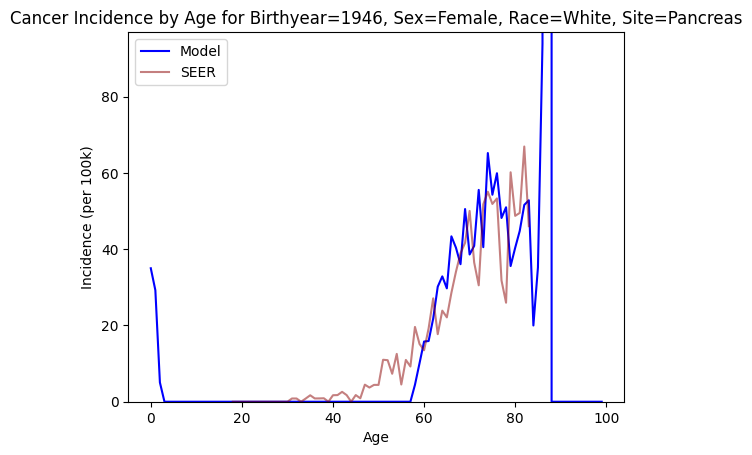 Cancer Incidence by Age for Birthyear=1946, Sex=Female, Race=White, Site=Pancreas
Model
SEER
80
60
40
20
0
Incidence (per 100k)
0 20 40 60 80 100
Age